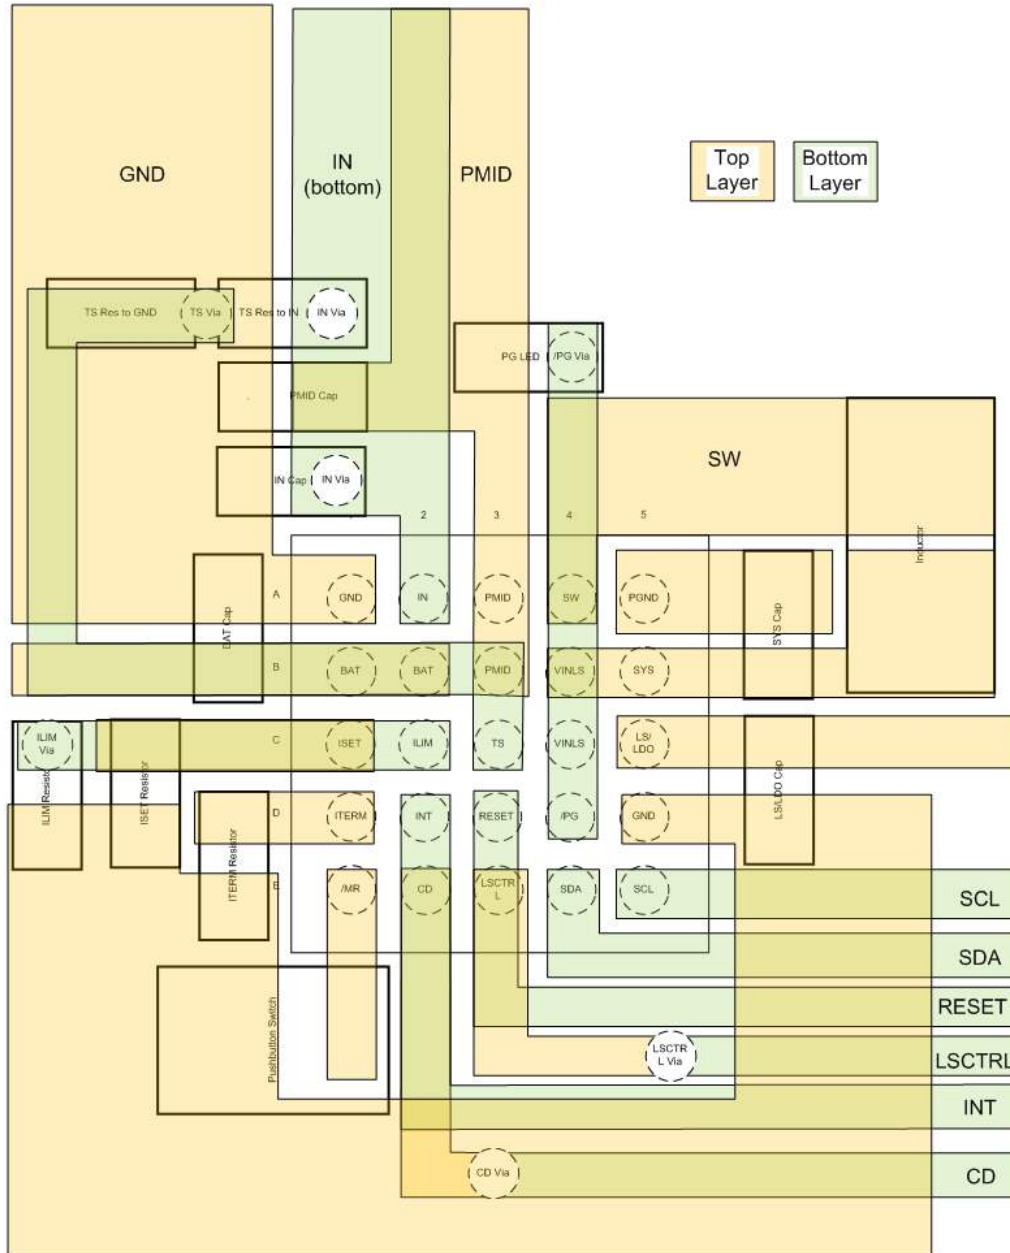 GND
IN
(bottom)
PMID
Top
Layer
Bottom
Layer
TS Res to GND
TS Via
TS Res to IN
IN Via
PG LED
/PG Via
PMID Cap
SW
IN Cap
IN Via
2
3
4
5
Inductor
A
GND
IN
PMID
SW
PGND
SYS Cap
B
BAT
BAT
PMID
VINLS
SYS
ILIM
Via
ILIM Resistor
ISET Resistor
C
ISET
ILIM
TS
VINLS
LS/
LDO
LS/LDO Cap
ITERM Resistor
D
ITERM
INT
RESET
/PG
GND
/MR
CD
LSCTR
L
SDA
SCL
SCL
SDA
Pushbutton Switch
RESET
LSCTR
L Via
LSCTRL
INT
CD Via
CD